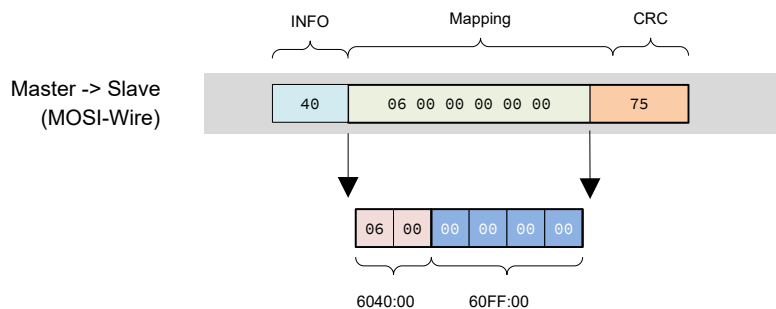 INFO Mapping CRC
Master -> Slave
(MOSI-Wire)
40 06 00 00 00 00 00 75
06 00 00 00 00 00
6040:00 60FF:00